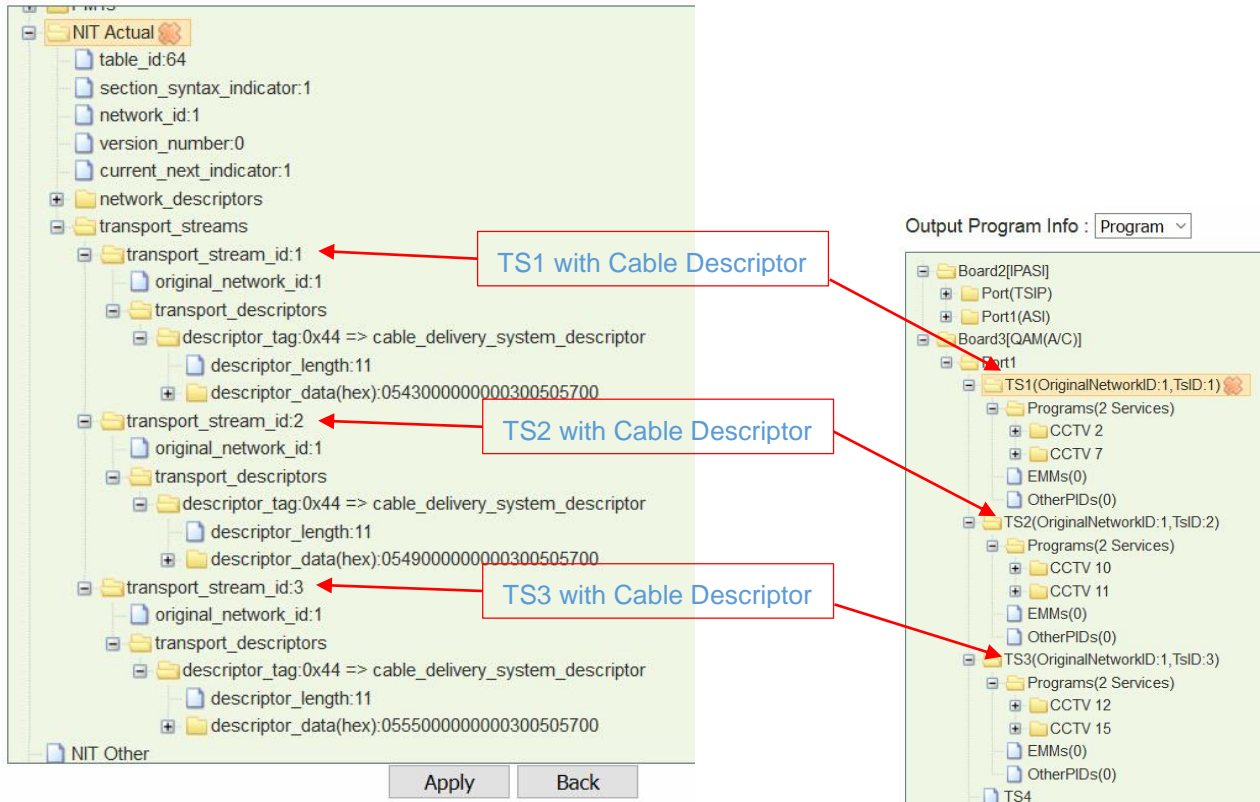 PMTs
NIT Actual
table_id:64
section_syntax_indicator:1
network_id:1
version_number:0
current_next_indicator:1
network_descriptors
transport_streams
transport_stream_id:1
original_network_id:1
transport_descriptors
descriptor_tag:0x44 => cable_delivery_system_descriptor
descriptor_length:11
descriptor_data(hex):0543000000000300505700
transport_stream_id:2
original_network_id:1
transport_descriptors
descriptor_tag:0x44 => cable_delivery_system_descriptor
descriptor_length:11
descriptor_data(hex):0549000000000300505700
transport_stream_id:3
original_network_id:1
transport_descriptors
descriptor_tag:0x44 => cable_delivery_system_descriptor
descriptor_length:11
descriptor_data(hex):0555000000000300505700
NIT Other
Apply Back
TS1 with Cable Descriptor
TS2 with Cable Descriptor
TS3 with Cable Descriptor
Output Program Info : Program
Board2[IPASI]
Port(TSIP)
Port1(ASI)
Board3[QAM(A/C)]
Port1
TS1(OriginalNetworkID:1,TsID:1)
Programs(2 Services)
CCTV 2
CCTV 7
EMMs(0)
OtherPIDs(0)
TS2(OriginalNetworkID:1,TsID:2)
Programs(2 Services)
CCTV 10
CCTV 11
EMMs(0)
OtherPIDs(0)
TS3(OriginalNetworkID:1,TsID:3)
Programs(2 Services)
CCTV 12
CCTV 15
EMMs(0)
OtherPIDs(0)
TS4